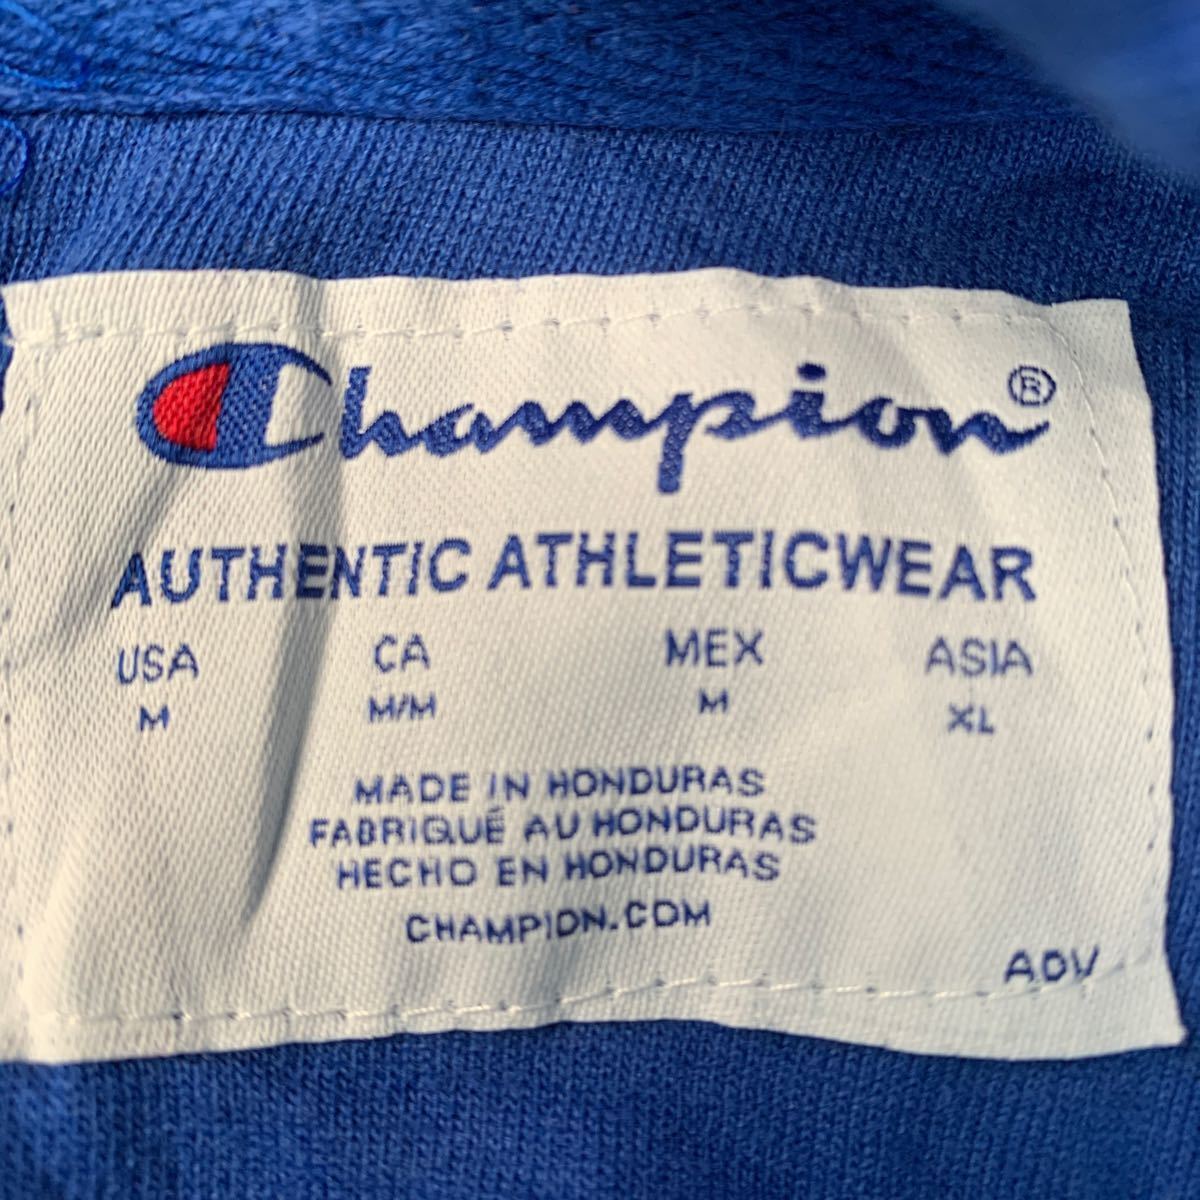 Champion®
AUTHENTIC ATHLETICWEAR
USA CA MEX ASIA
M M/M M XL
MADE IN HONDURAS
FABRIQUÉ AU HONDURAS
HECHO EN HONDURAS
CHAMPION.COM
ADV